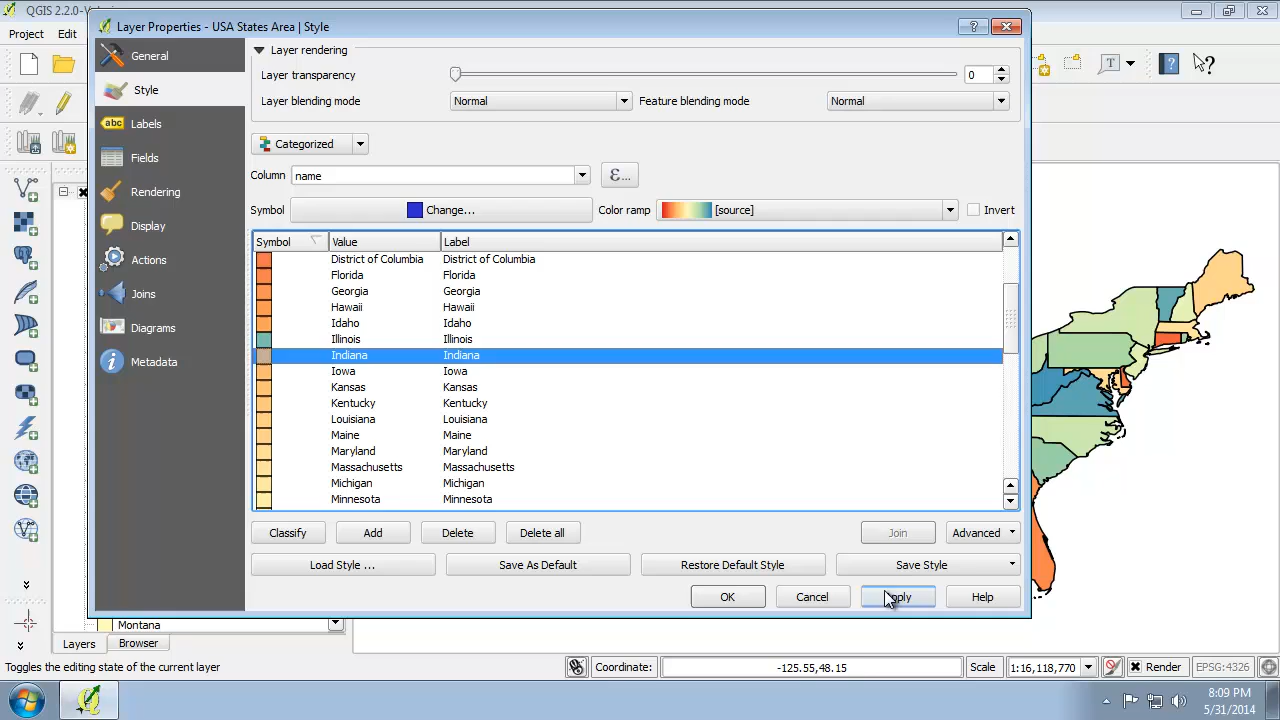 QGIS 2.2.0-V
Layer Properties - USA States Area | Style
Project Edit
General
Style
Labels
Fields
Rendering
Display
Actions
Joins
Diagrams
Metadata
Layer rendering
Layer transparency 0
Layer blending mode Normal Feature blending mode Normal
Categorized
Column name ε...
Symbol Change... Color ramp [source] Invert
Symbol Value Label
District of Columbia District of Columbia
Florida Florida
Georgia Georgia
Hawaii Hawaii
Idaho Idaho
Illinois Illinois
Indiana Indiana
Iowa Iowa
Kansas Kansas
Kentucky Kentucky
Louisiana Louisiana
Maine Maine
Maryland Maryland
Massachusetts Massachusetts
Michigan Michigan
Minnesota Minnesota
Classify Add Delete Delete all Join Advanced
Load Style ... Save As Default Restore Default Style Save Style
OK Cancel Apply Help
Montana
Layers Browser
Toggles the editing state of the current layer Coordinate: -125.55,48.15 Scale 1:16,118,770 Render EPSG:4326
8:09 PM
5/31/2014